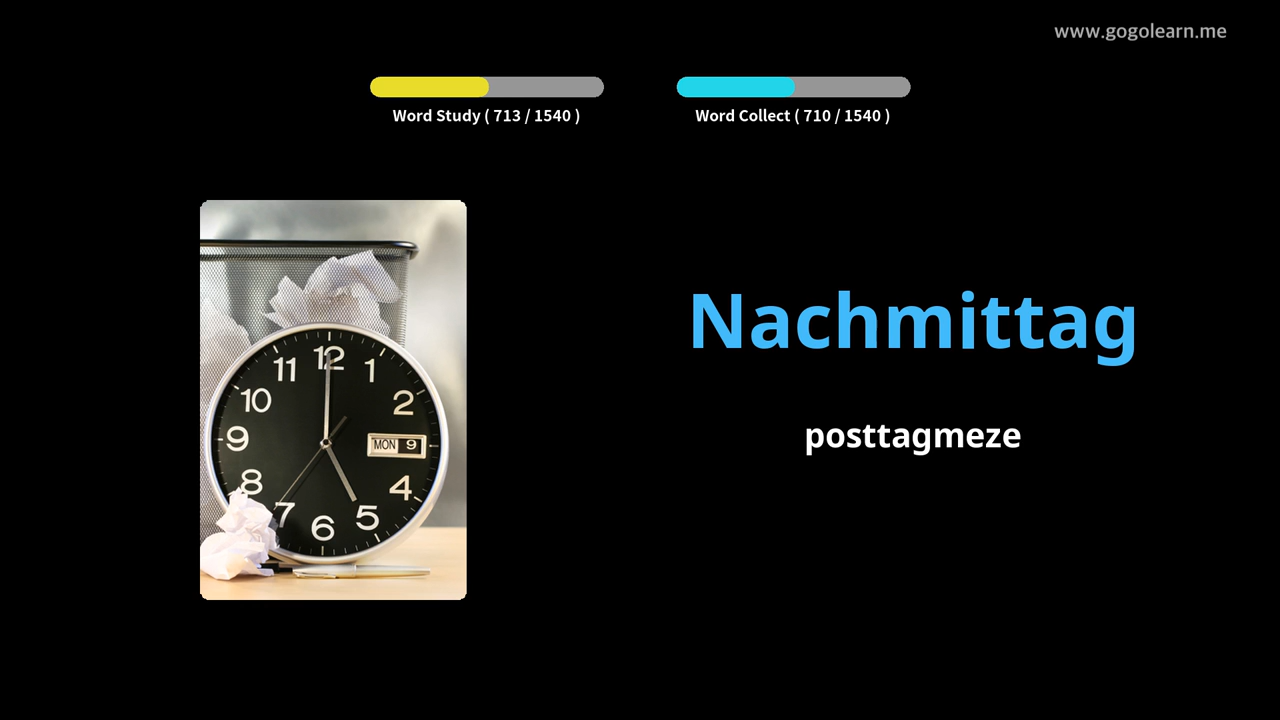 www.gogolearn.me
Word Study ( 713 / 1540 )
Word Collect ( 710 / 1540 )
Nachmittag
posttagmeze
12
11
1
10
2
9
MON 9
8
4
7
5
6